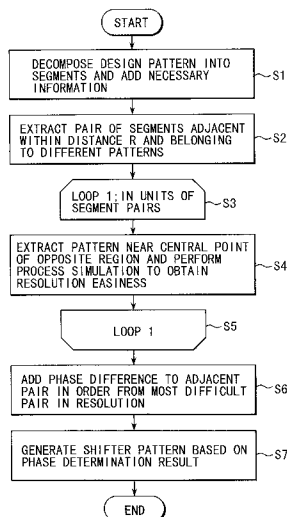 START
DECOMPOSE DESIGN PATTERN INTO
SEGMENTS AND ADD NECESSARY
INFORMATION
S1
EXTRACT PAIR OF SEGMENTS ADJACENT
WITHIN DISTANCE R AND BELONGING
TO DIFFERENT PATTERNS
S2
LOOP 1;IN UNITS OF
SEGMENT PAIRS
S3
EXTRACT PATTERN NEAR CENTRAL POINT
OF OPPOSITE REGION AND PERFORM
PROCESS SIMULATION TO OBTAIN
RESOLUTION EASINESS
S4
LOOP 1
S5
ADD PHASE DIFFERENCE TO ADJACENT
PAIR IN ORDER FROM MOST DIFFICULT
PAIR IN RESOLUTION
S6
GENERATE SHIFTER PATTERN BASED ON
PHASE DETERMINATION RESULT
S7
END